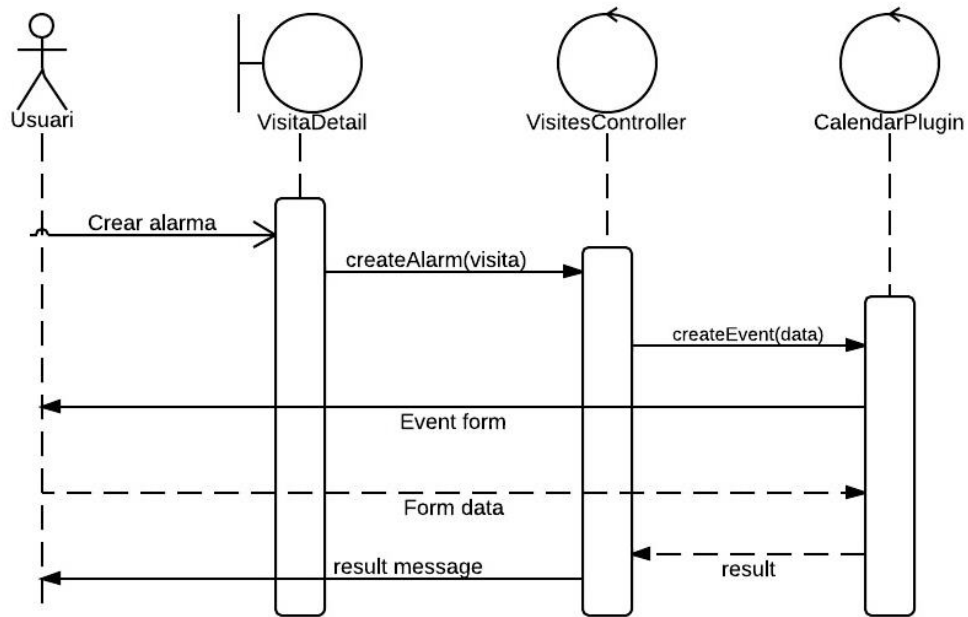 Usuari
VisitaDetail
VisitesController
CalendarPlugin
Crear alarma
createAlarm(visita)
createEvent(data)
Event form
Form data
result
result message